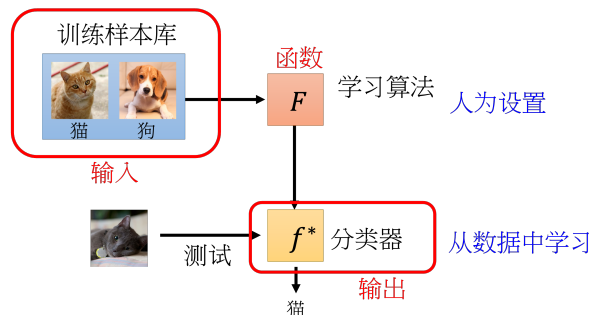 训练样本库
猫
狗
输入
函数
F
学习算法
人为设置
测试
f*
分类器
从数据中学习
输出
猫